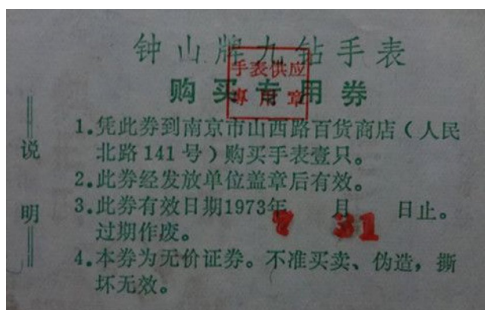 钟山牌九钻手表
手表供应
專用章
购买专用券
说明
1.凭此券到南京市山西路百货商店（人民
北路141号）购买手表壹只。
2.此券经发放单位盖章后有效。
3.此券有效日期1973年7月31日止。
过期作废。
4.本券为无价证券。不准买卖、伪造，撕
坏无效。